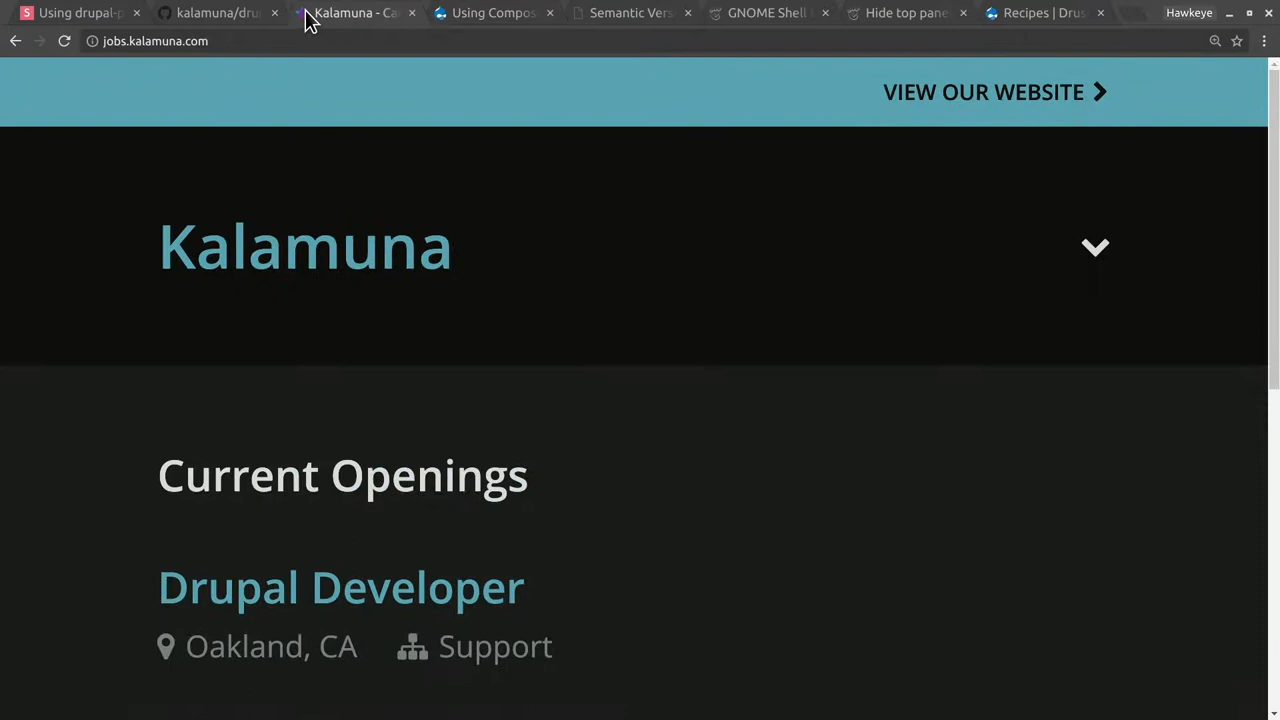 Using drupal-p
kalamuna/drup
Kalamuna - Ca
Using Compos
Semantic Vers
GNOME Shell
Hide top pane
Recipes | Drus
Hawkeye
jobs.kalamuna.com
VIEW OUR WEBSITE
Kalamuna
Current Openings
Drupal Developer
Oakland, CA
Support